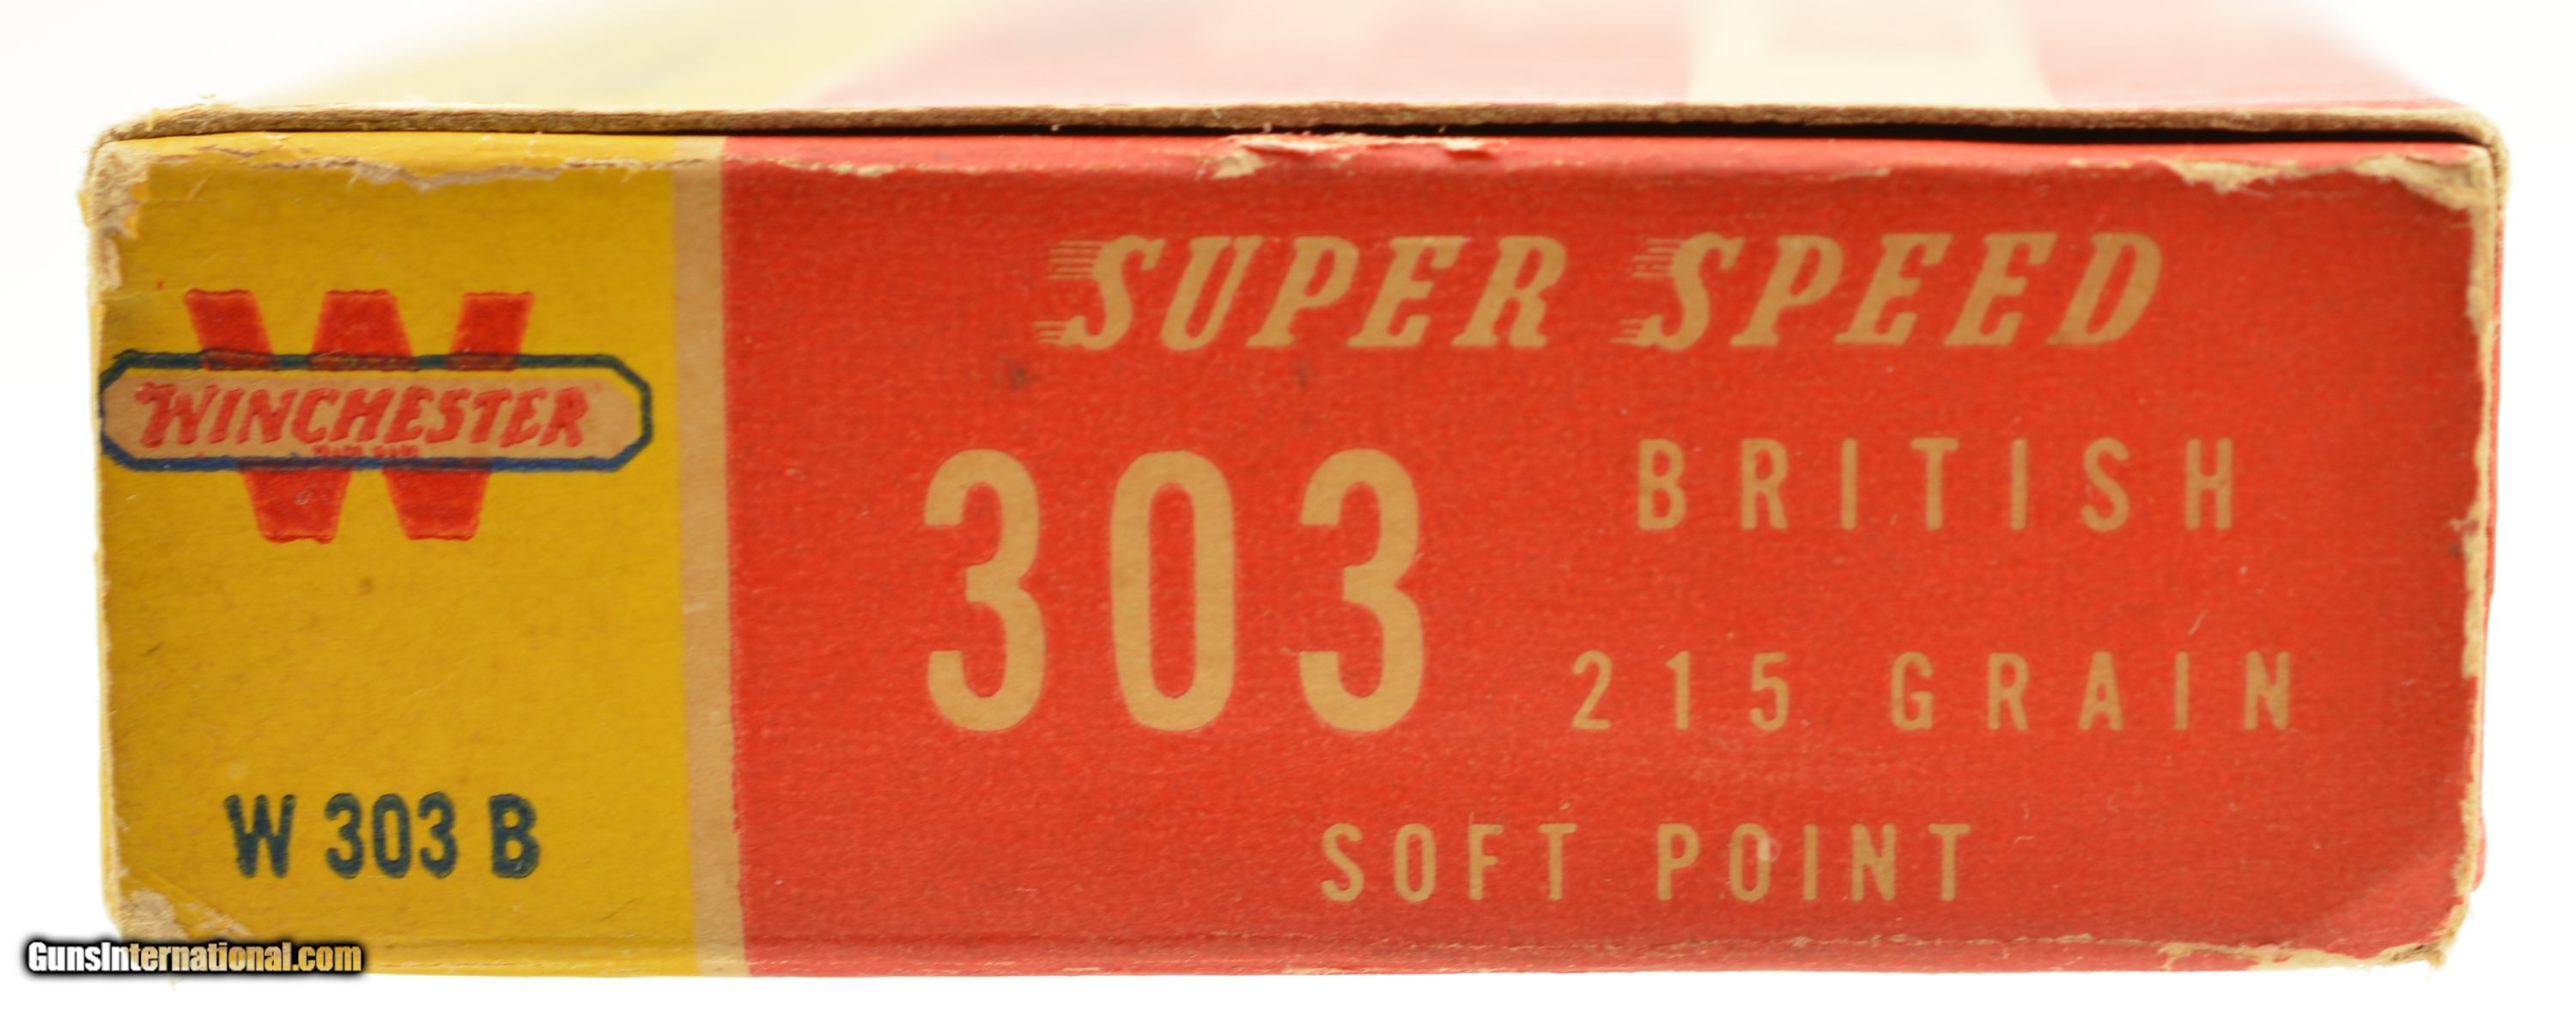 SUPER SPEED
WINCHESTER
303
BRITISH
215 GRAIN
SOFT POINT
W 303 B
GunsInternational.com